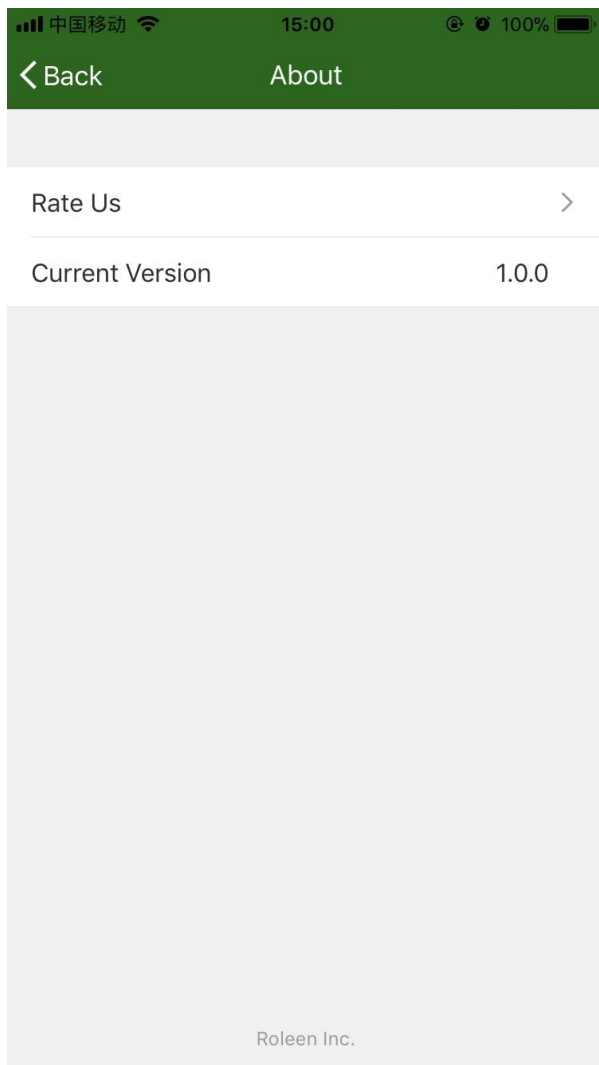 中国移动 15:00 100%
Back About
Rate Us
Current Version 1.0.0
Roleen Inc.